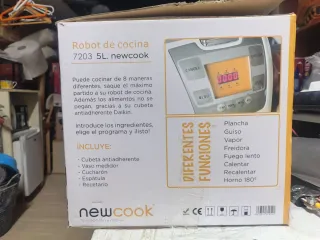 Robot de cocina
7203 5L. newcook
Puede cocinar de 8 maneras
diferentes, saque el máximo
partido a su robot de cocina.
Además los alimentos no se
pegan, gracias a su cubeta
antiadherente Daikin.
Introduce los ingredientes,
elige el programa y ¡listo!
INCLUYE:
- Cubeta antiadherente
- Vaso medidor
- Cucharón
- Espátula
- Recetario
DIFERENTES
FUNCIONES
Plancha
Guiso
Vapor
Freidora
Fuego lento
Calentar
Recalentar
Horno 180º
newcook
CE